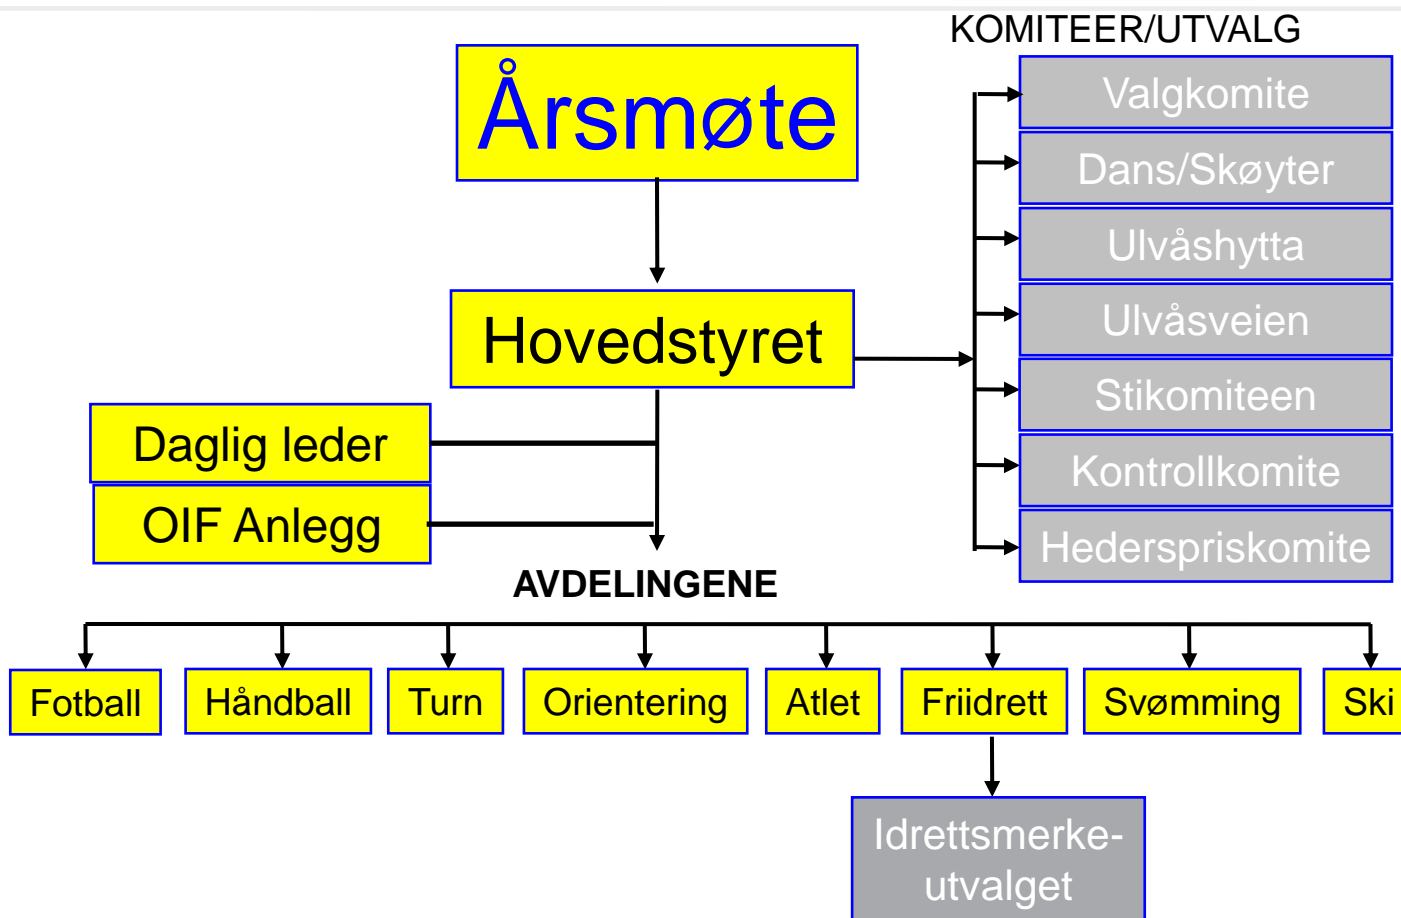 KOMITEER/UTVALG
Årsmøte
Valgkomite
Dans/Skøyter
Ulvåshytta
Ulvåsveien
Stikomiteen
Kontrollkomite
Hederspriskomite
Hovedstyret
Daglig leder
OIF Anlegg
AVDELINGENE
Fotball
Håndball
Turn
Orientering
Atlet
Friidrett
Svømming
Ski
Idrettsmerke-
utvalget